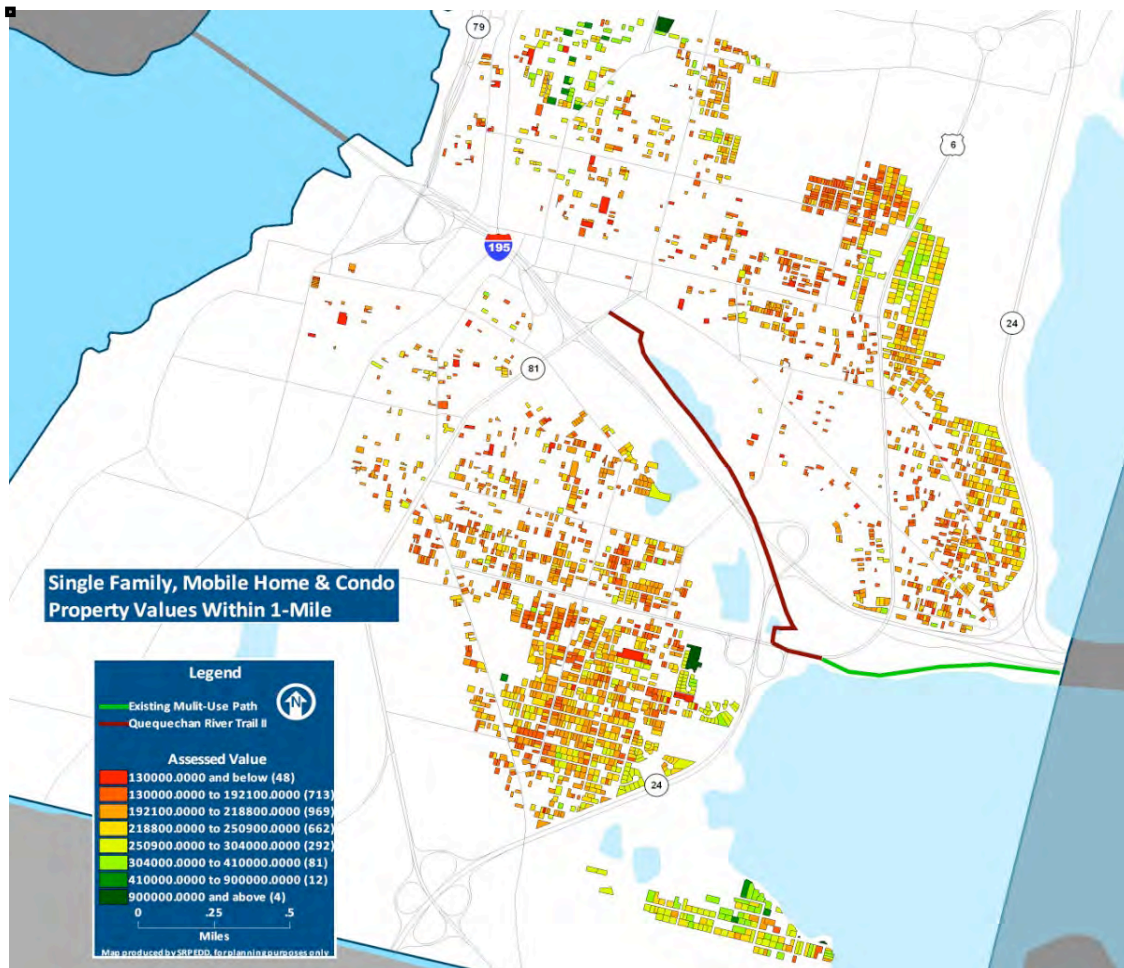 79
6
195
24
81
Single Family, Mobile Home & Condo
Property Values Within 1-Mile
Legend
N
Existing Mulit-Use Path
Quequechan River Trail II
Assessed Value
130000.0000 and below (48)
130000.0000 to 192100.0000 (713)
192100.0000 to 218800.0000 (969)
218800.0000 to 250900.0000 (662)
250900.0000 to 304000.0000 (292)
304000.0000 to 410000.0000 (81)
410000.0000 to 900000.0000 (12)
900000.0000 and above (4)
0 .25 .5
Miles
Map produced by SRPEDD, for planning purposes only
24